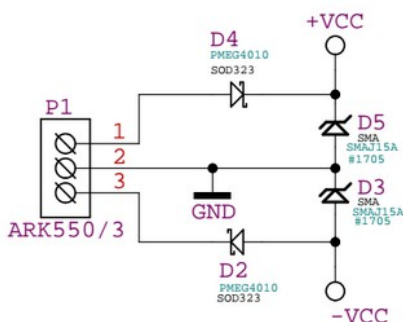 +VCC
D4
PMEG4010
SOD323
P1
1
2
3
D5
SMA
SMAJ15A
#1705
D3
SMA
SMAJ15A
#1705
GND
ARK550/3
D2
PMEG4010
SOD323
-VCC